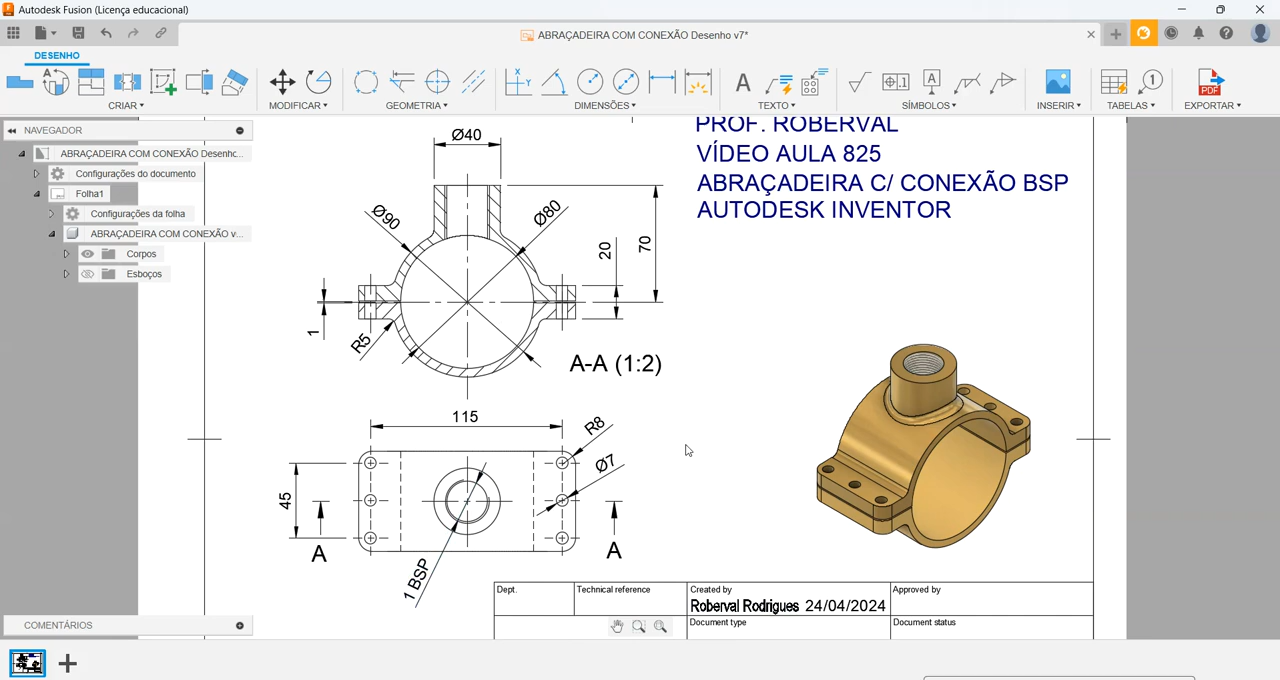 Autodesk Fusion (Licença educacional)
ABRAÇADEIRA COM CONEXÃO Desenho v7*
DESENHO
CRIAR
MODIFICAR
GEOMETRIA
DIMENSÕES
TEXTO
SÍMBOLOS
INSERIR
TABELAS
EXPORTAR
NAVEGADOR
ABRAÇADEIRA COM CONEXÃO Desenhc...
Configurações do documento
Folha1
Configurações da folha
ABRAÇADEIRA COM CONEXÃO v...
Corpos
Esboços
PROF. ROBERVAL
VÍDEO AULA 825
ABRAÇADEIRA C/ CONEXÃO BSP
AUTODESK INVENTOR
Ø40
Ø90
Ø80
20
70
1
R5
A-A (1:2)
115
R8
Ø7
45
A
A
1 BSP
Dept.
Technical reference
Created by
Approved by
Roberval Rodrigues 24/04/2024
Document type
Document status
COMENTÁRIOS